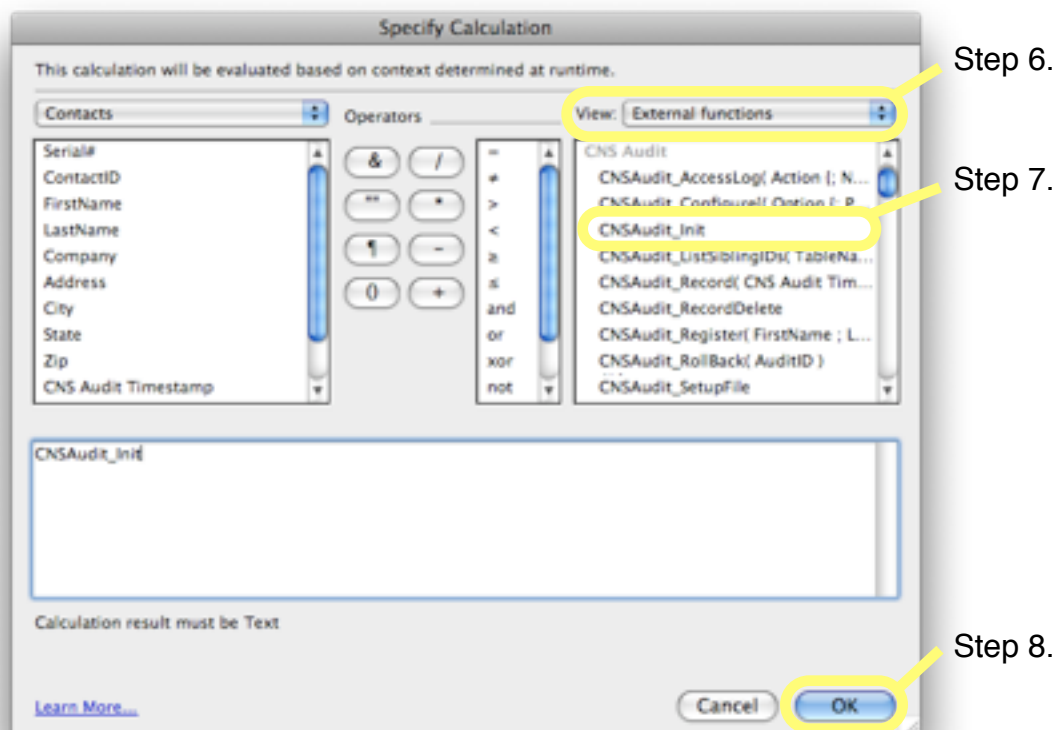 Specify Calculation
This calculation will be evaluated based on context determined at runtime.
Step 6.
Contacts
Operators
View: External functions
Serial#
ContactID
FirstName
LastName
Company
Address
City
State
Zip
CNS Audit Timestamp
& /
"" *
¶ -
() +
=
≠
>
<
≥
≤
and
or
xor
not
CNS Audit
CNSAudit_AccessLog( Action {; N...
CNSAudit_Configure[( Option {; P...
CNSAudit_Init
CNSAudit_ListSiblingIDs( TableNa...
CNSAudit_Record( CNS Audit Tim...
CNSAudit_RecordDelete
CNSAudit_Register( FirstName ; L...
CNSAudit_RollBack( AuditID )
CNSAudit_SetupFile
Step 7.
CNSAudit_Init
Calculation result must be Text
Step 8.
Learn More...
Cancel
OK